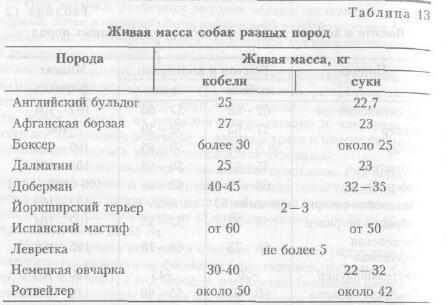 Таблица 13
Живая масса собак разных пород
Порода Живая масса, кг
кобели суки
Английский бульдог 25 22,7
Афганская борзая 27 23
Боксер более 30 около 25
Далматин 25 23
Доберман 40-45 32—35
Йоркширский терьер 2—3
Испанский мастиф от 60 от 50
Левретка не более 5
Немецкая овчарка 30-40 22—32
Ротвейлер около 50 около 42